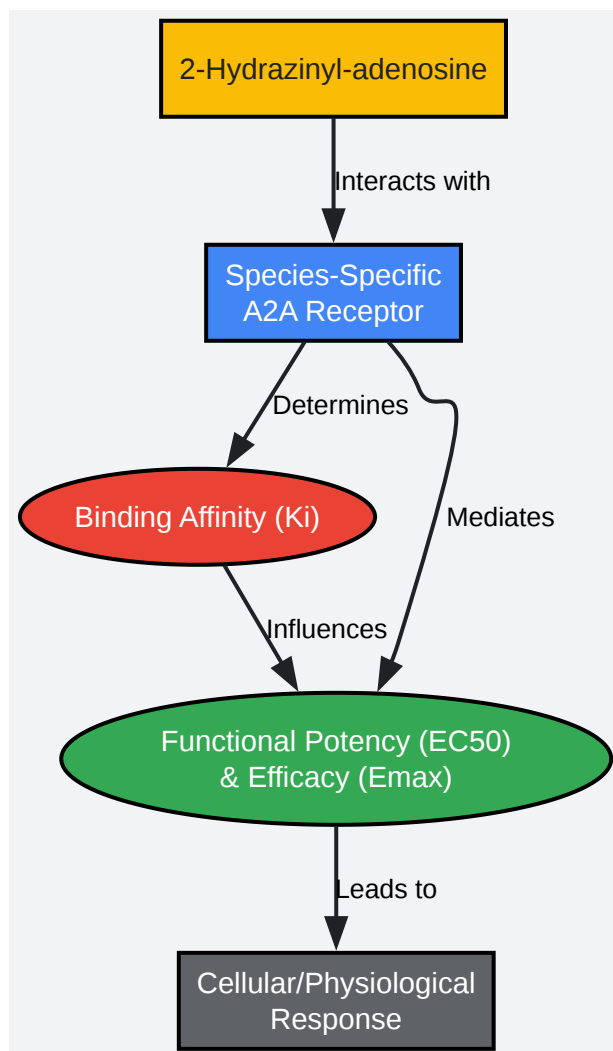 2-Hydrazinyl-adenosine
Interacts with
Species-Specific
A2A Receptor
Determines
Binding Affinity (Ki)
Mediates
Influences
Functional Potency (EC50)
& Efficacy (Emax)
Leads to
Cellular/Physiological
Response